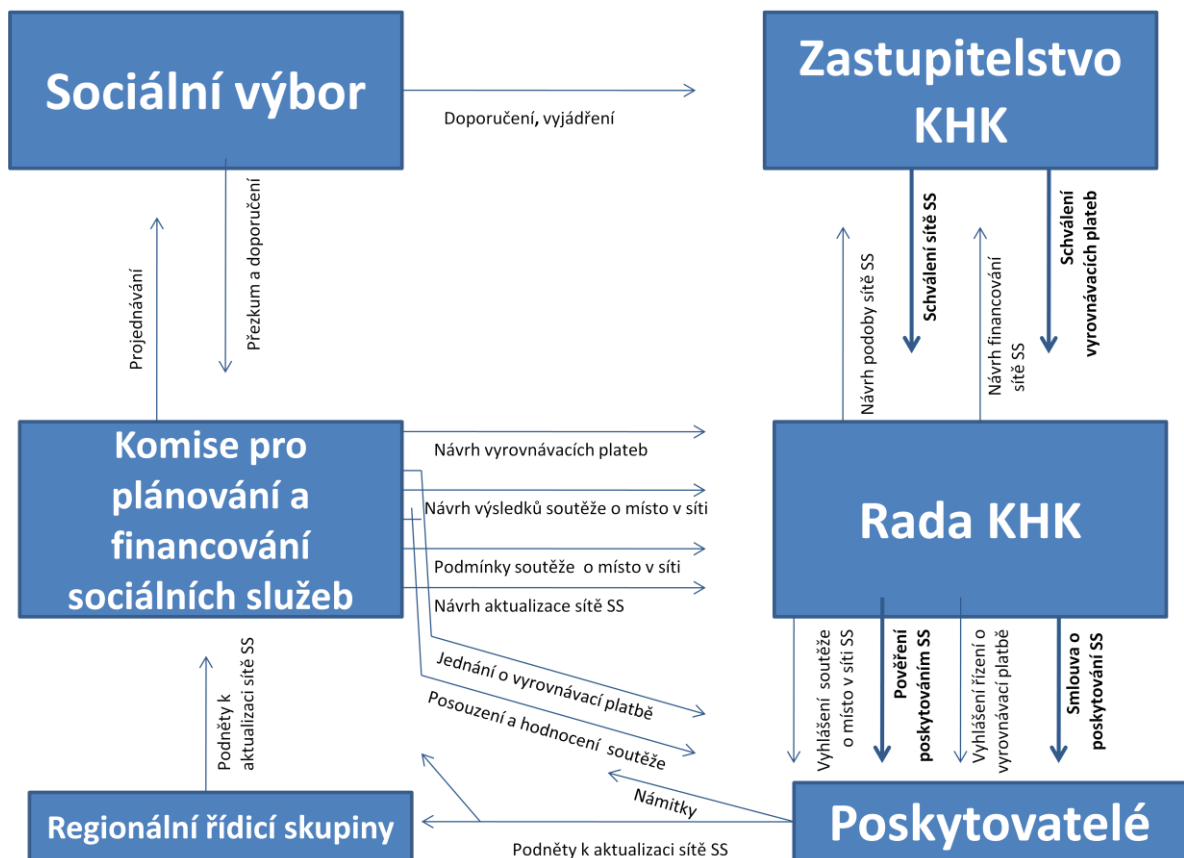 Sociální výbor
Zastupitelstvo
KHK
Doporučení, vyjádření
Projednávání
Přezkum a doporučení
Návrh podoby sítě SS
Schválení sítě SS
Návrh financování
sítě SS
Schválení
vyrovnávacích plateb
Komise pro
plánování a
financování
sociálních služeb
Návrh vyrovnávacích plateb
Návrh výsledků soutěže o místo v síti
Podmínky soutěže o místo v síti
Návrh aktualizace sítě SS
Rada KHK
Jednání o vyrovnávací platbě
Posouzení a hodnocení soutěže
Podněty k
aktualizaci sítě SS
Vyhlášení soutěže
o místo v síti SS
Pověření
poskytováním SS
Vyhlášení řízení o
vyrovnávací platbě
Smlouva o
poskytování SS
Námitky
Regionální řídicí skupiny
Podněty k aktualizaci sítě SS
Poskytovatelé